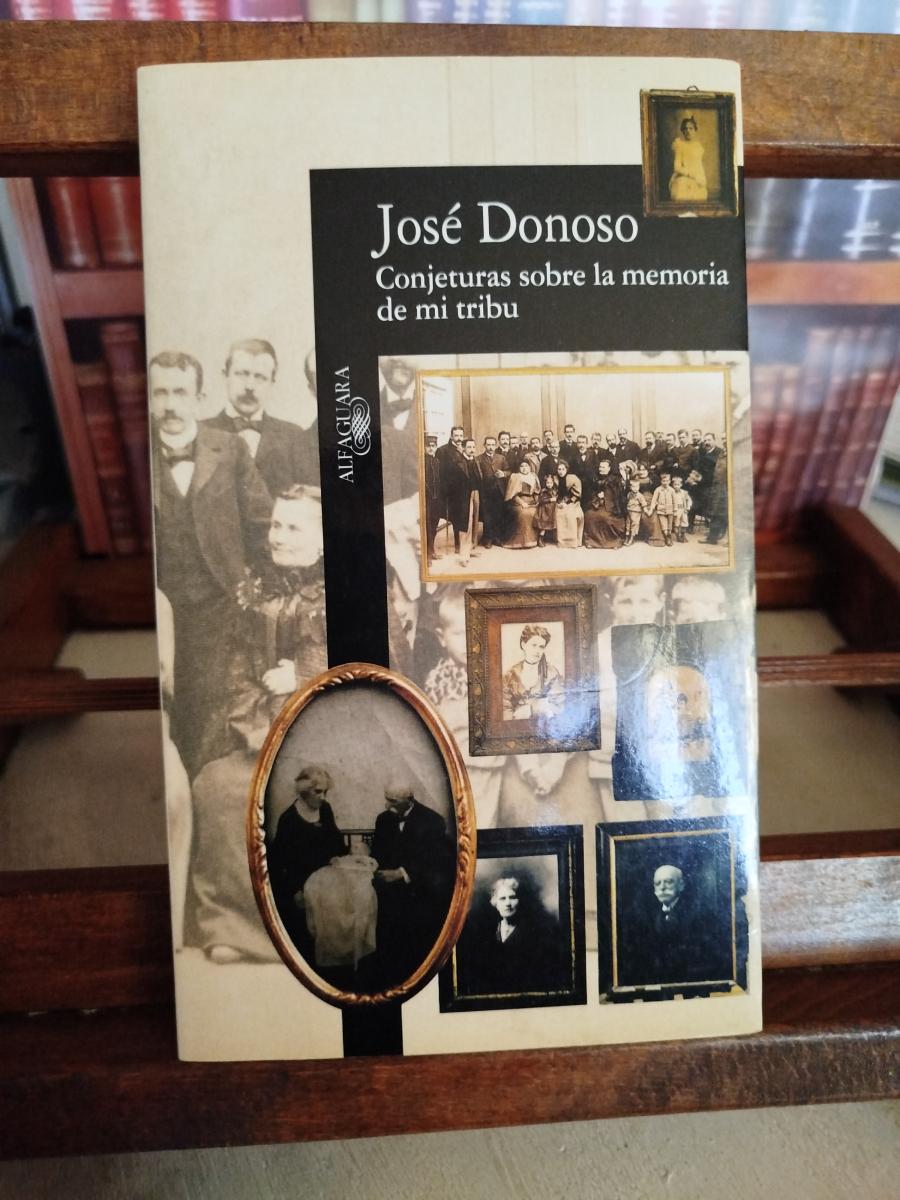 José Donoso
Conjeturas sobre la memoria
de mi tribu
ALFAGUARA